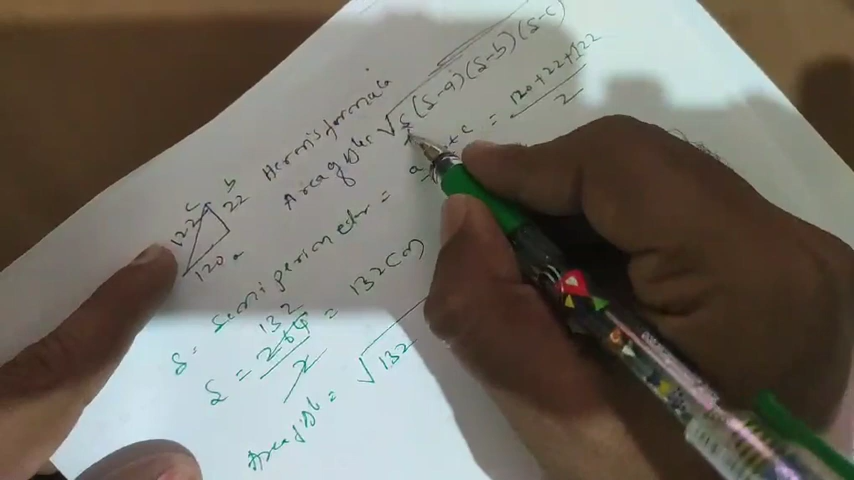 Heron's formula
Area of Δle √s(s-a)(s-b)(s-c)
122 c b 22
120 a
s = Semi perimeter = a+b+c = 120+22+122
2
132
S = 264 = 132 cm
2
Area of Δle = √132